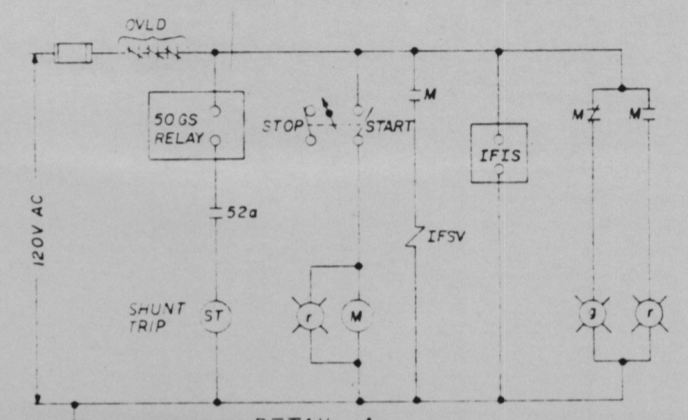 OVLD
50GS
RELAY
STOP
START
M
IFIS
M
M
120V AC
52a
IFSV
SHUNT
TRIP
ST
r
M
g
r